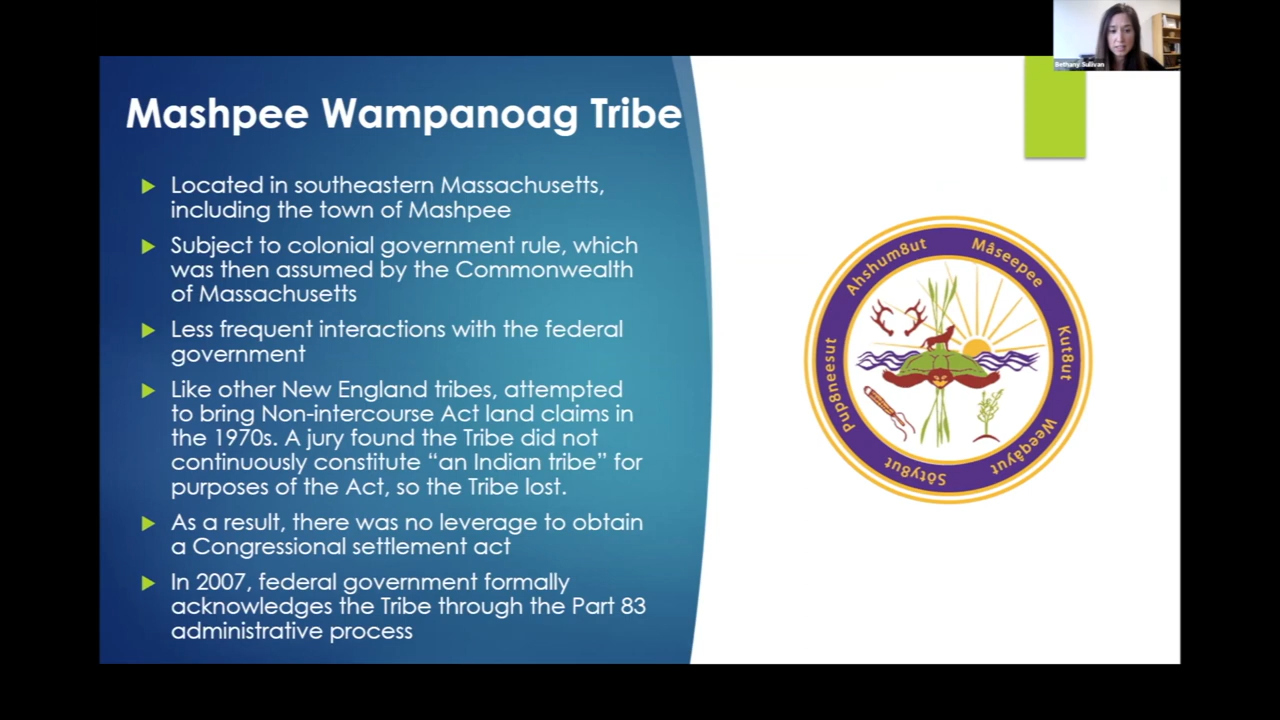 Bethany Sullivan
Mashpee Wampanoag Tribe
Located in southeastern Massachusetts,
including the town of Mashpee
Subject to colonial government rule, which
was then assumed by the Commonwealth
of Massachusetts
Less frequent interactions with the federal
government
Like other New England tribes, attempted
to bring Non-intercourse Act land claims in
the 1970s. A jury found the Tribe did not
continuously constitute “an Indian tribe” for
purposes of the Act, so the Tribe lost.
As a result, there was no leverage to obtain
a Congressional settlement act
In 2007, federal government formally
acknowledges the Tribe through the Part 83
administrative process
Ahshum8ut
Mâseepee
Kut8ut
Weeqâyut
Sôty8ut
Pup8neesut